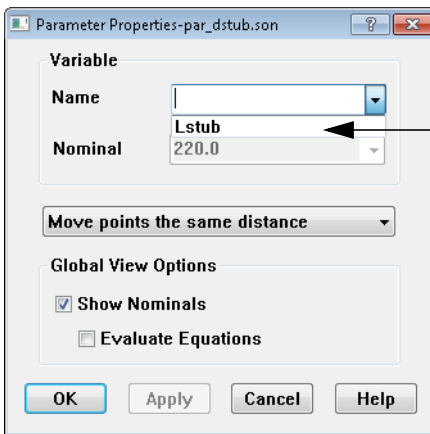 Parameter Properties-par_dstub.son
Variable
Name
Lstub
Nominal 220.0
Move points the same distance
Global View Options
Show Nominals
Evaluate Equations
OK Apply Cancel Help